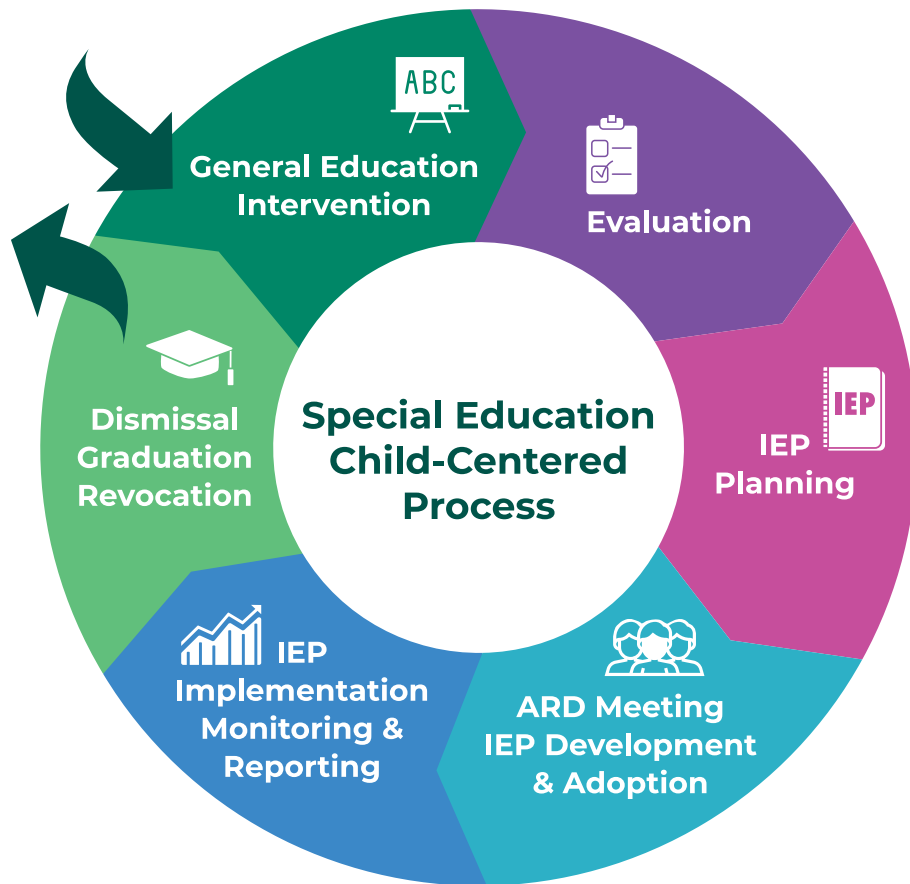 ABC
General Education
Intervention
Evaluation
IEP
IEP
Planning
ARD Meeting
IEP Development
& Adoption
IEP
Implementation
Monitoring &
Reporting
Dismissal
Graduation
Revocation
Special Education
Child-Centered
Process